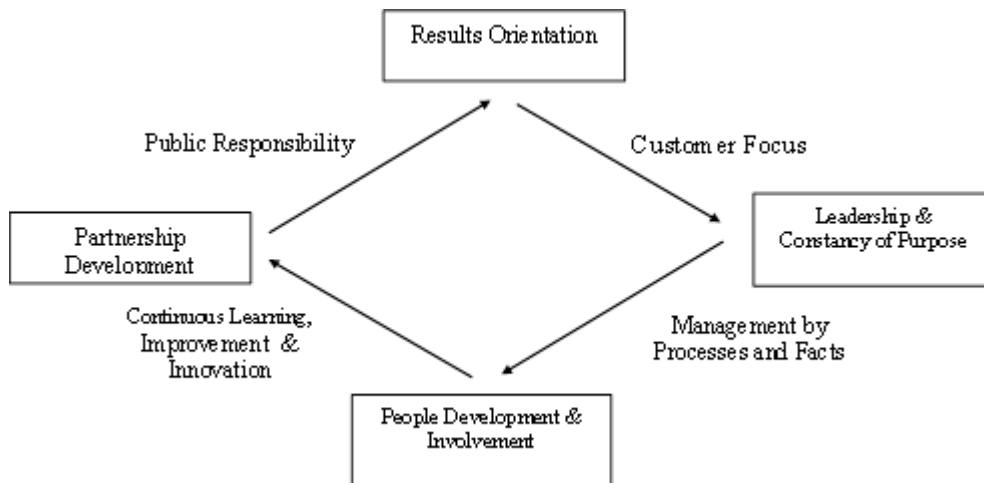 Results Orientation
Public Responsibility
Customer Focus
Partnership
Development
Leadership &
Constancy of Purpose
Continuous Learning,
Improvement &
Innovation
Management by
Processes and Facts
People Development &
Involvement